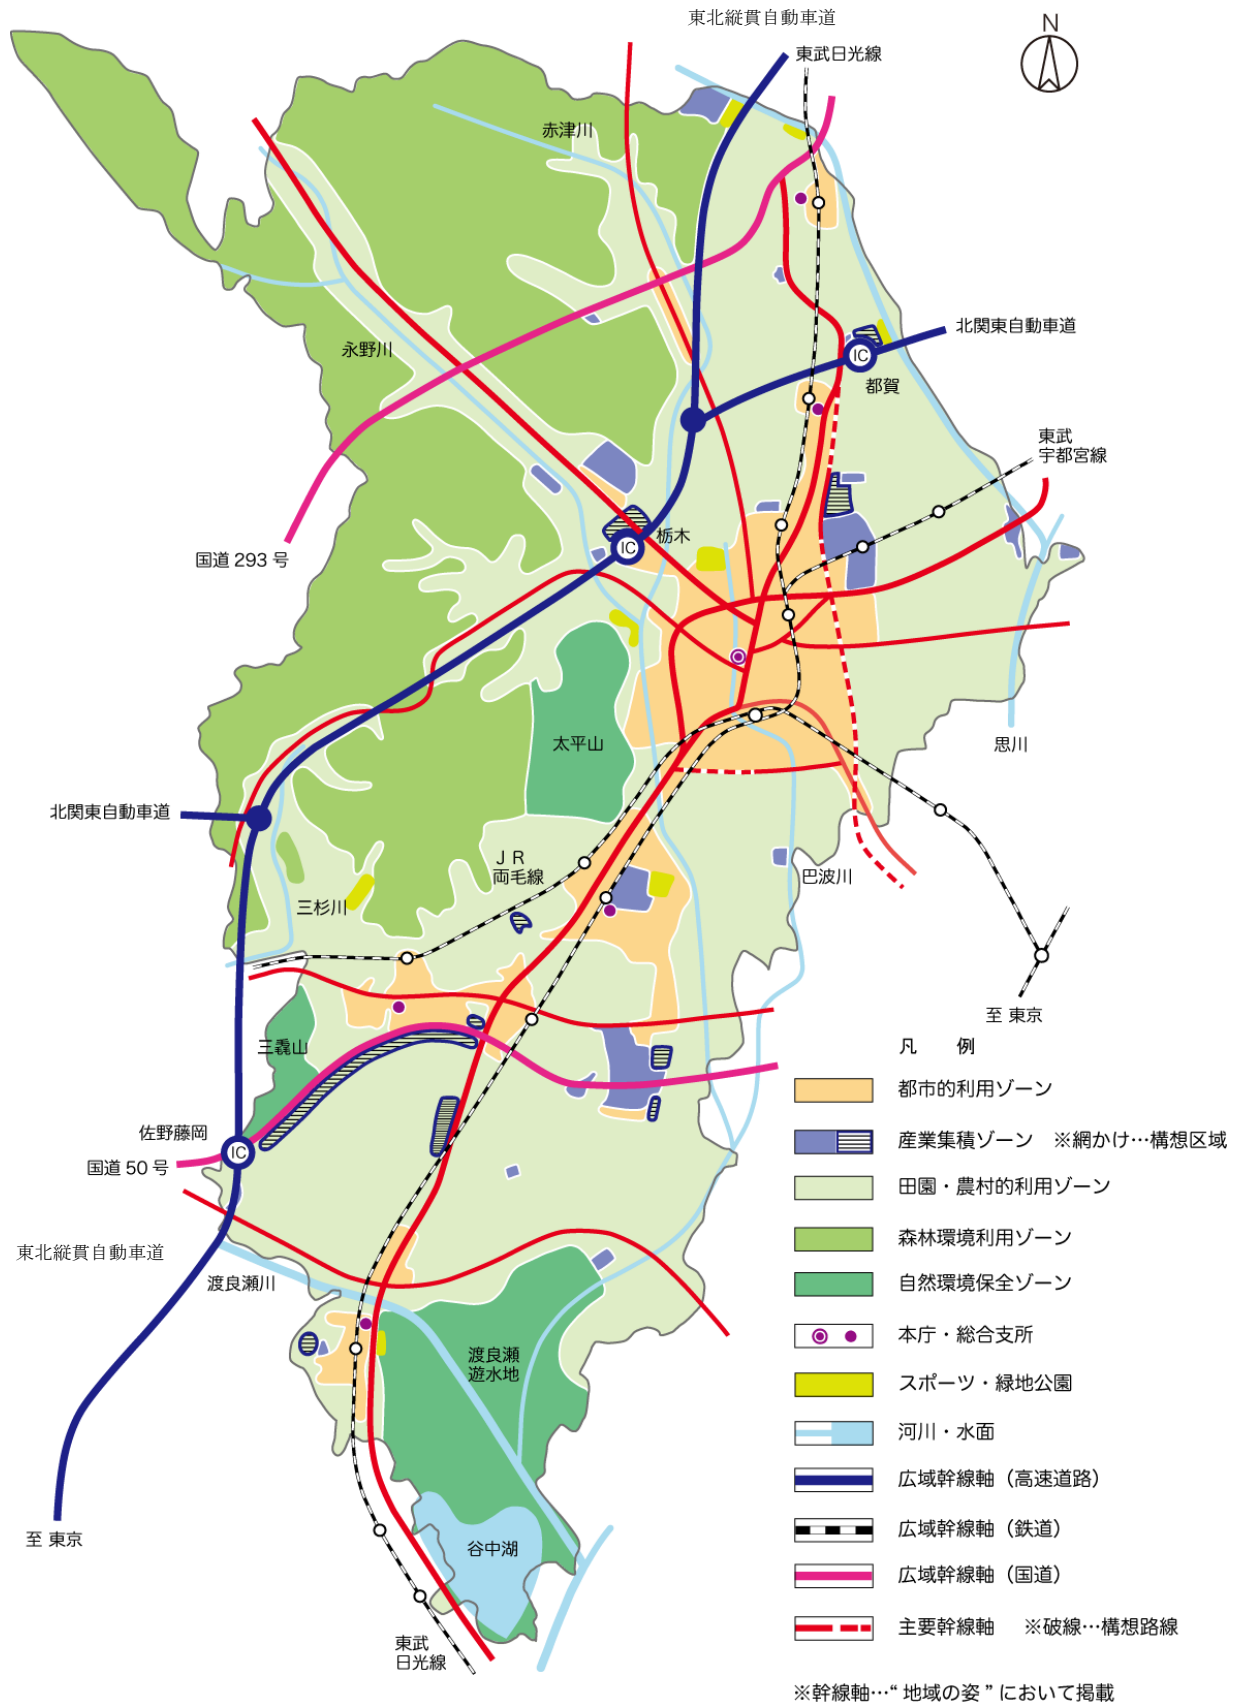 東北縦貫自動車道
N
東武日光線
赤津川
北関東自動車道
IC
都賀
永野川
東武
宇都宮線
国道 293 号
栃木
IC
太平山
思川
北関東自動車道
JR
両毛線
巴波川
三杉川
至 東京
三毳山
佐野藤岡
IC
国道 50 号
東北縦貫自動車道
渡良瀬川
渡良瀬
遊水地
谷中湖
至 東京
東武
日光線
凡 例
都市的利用ゾーン
産業集積ゾーン ※網かけ…構想区域
田園・農村的利用ゾーン
森林環境利用ゾーン
自然環境保全ゾーン
本庁・総合支所
スポーツ・緑地公園
河川・水面
広域幹線軸（高速道路）
広域幹線軸（鉄道）
広域幹線軸（国道）
主要幹線軸 ※破線…構想路線
※幹線軸…“ 地域の姿 ” において掲載